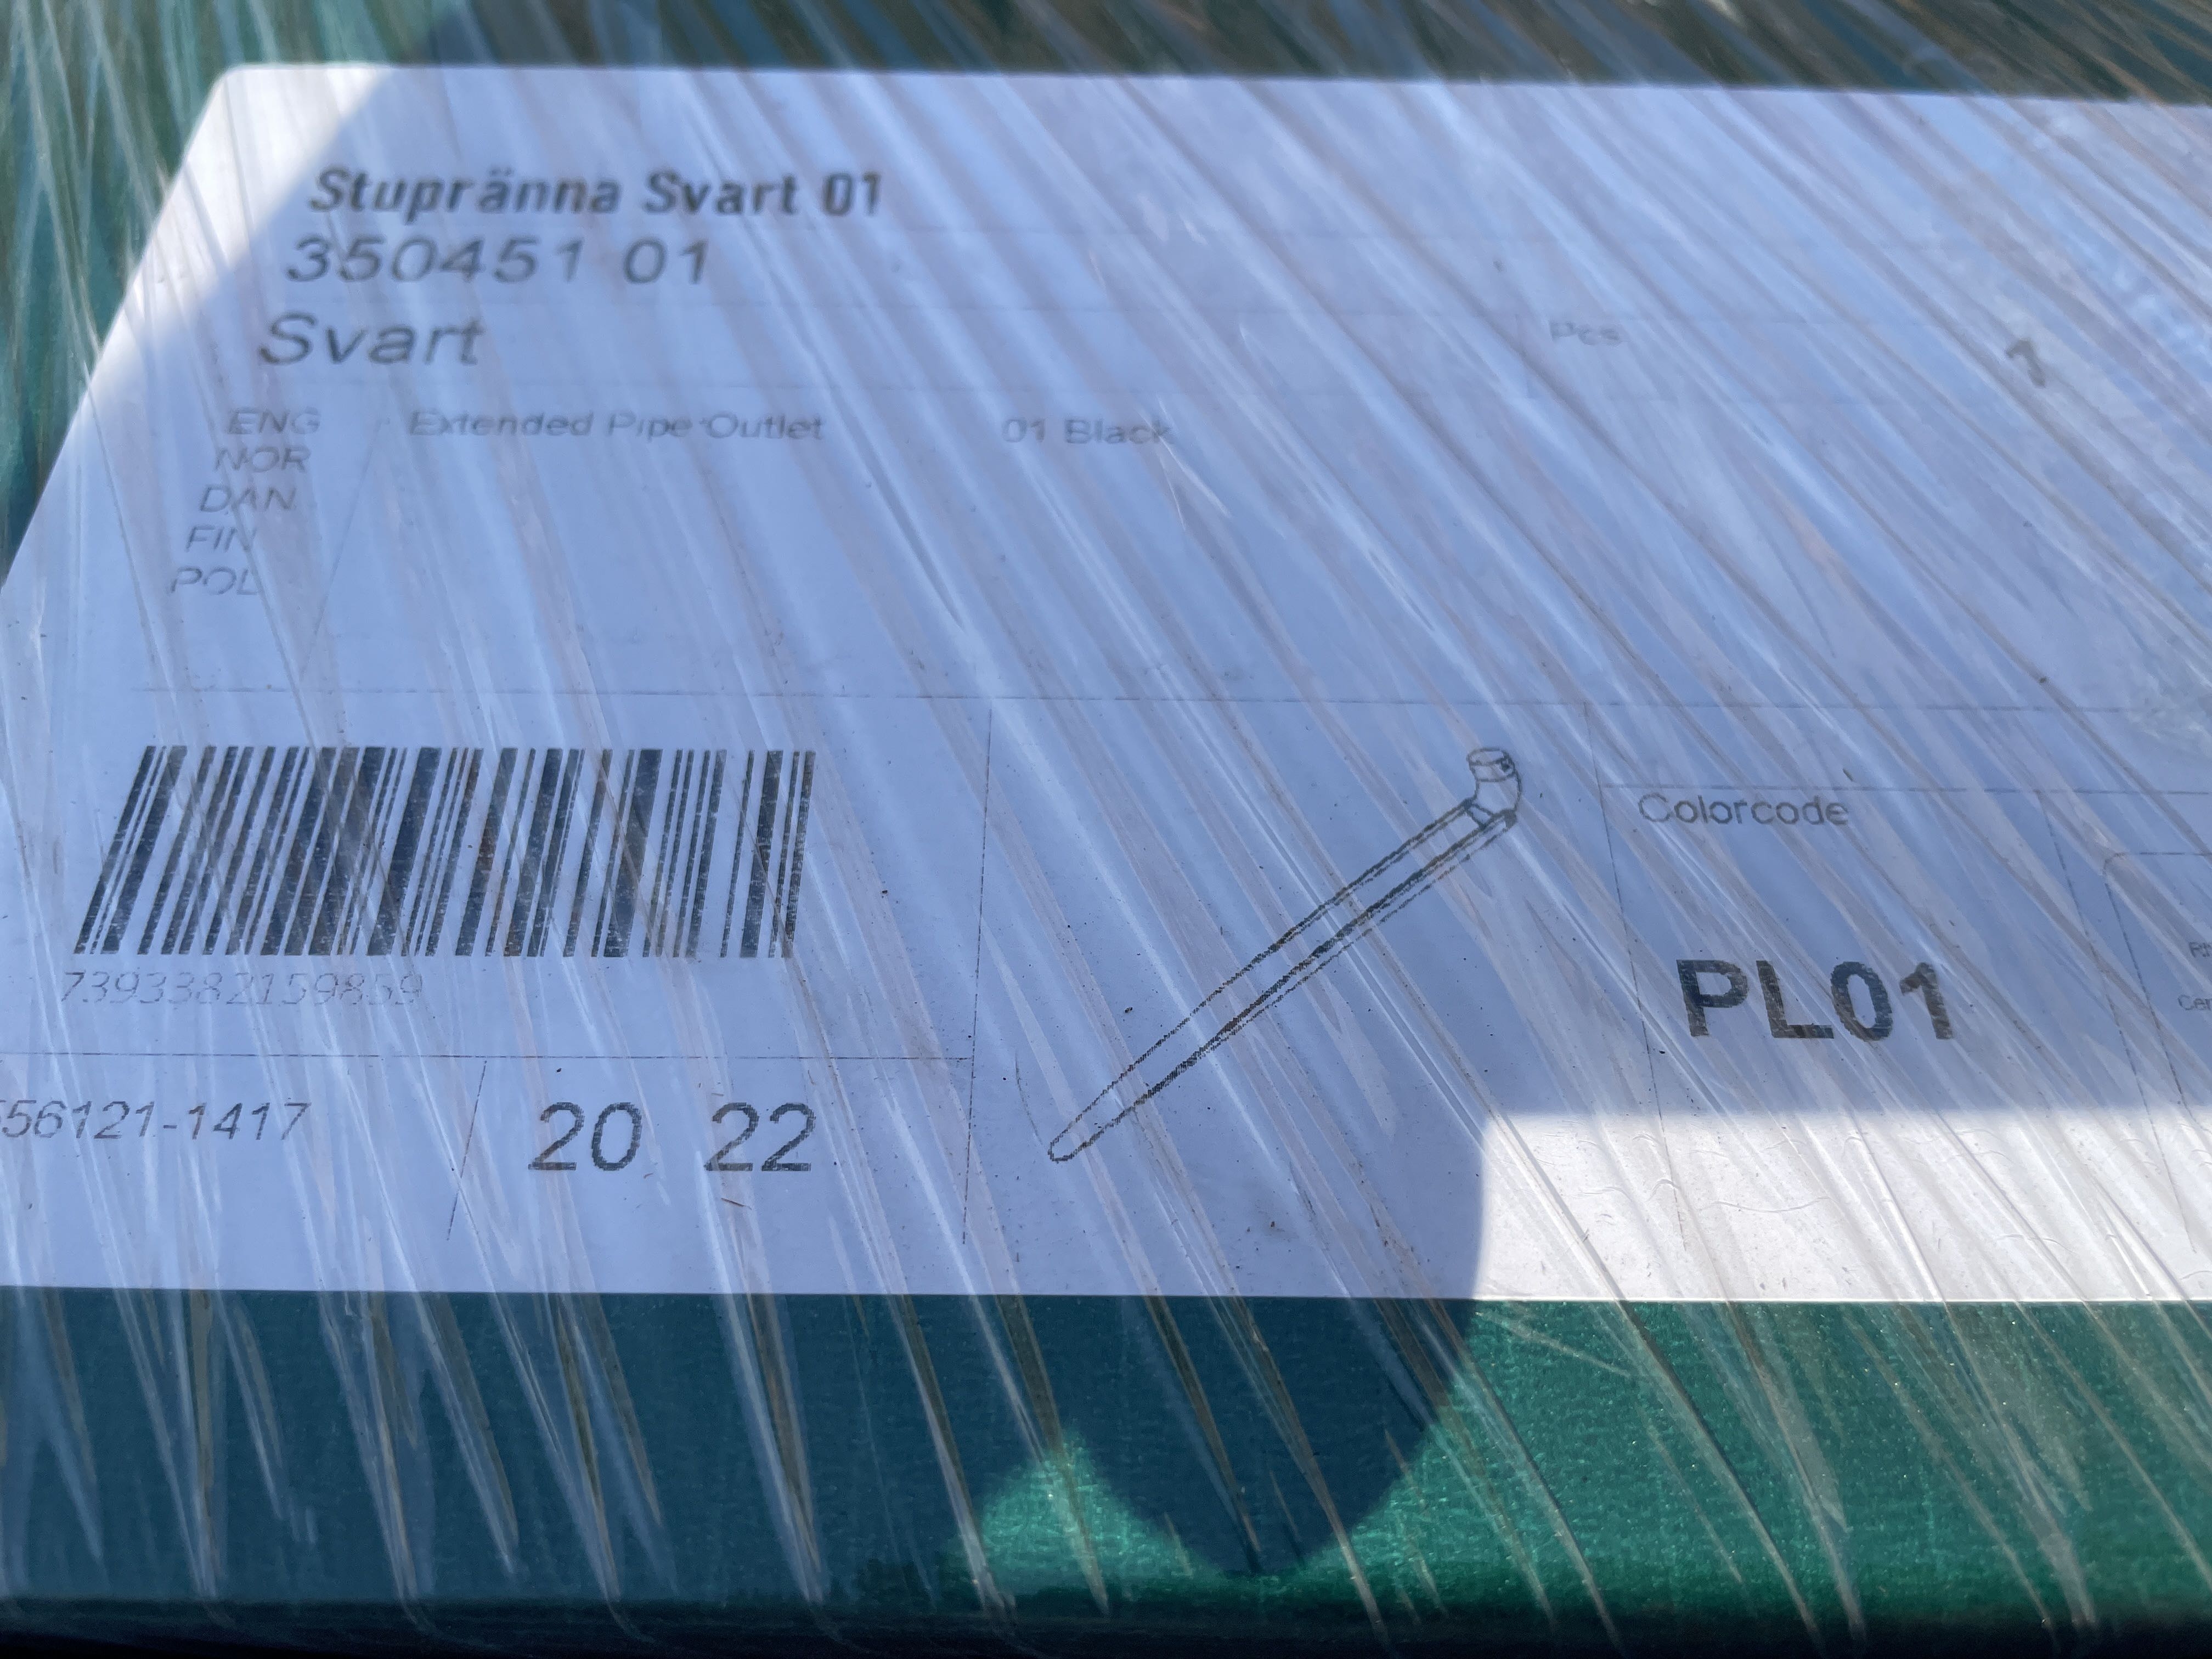 Stupränna Svart 01
350451 01
Svart
Pcs 1
ENG Extended Pipe Outlet 01 Black
NOR
DAN
FIN
POL
7393382159859
Colorcode
PL01
556121-1417
20 22